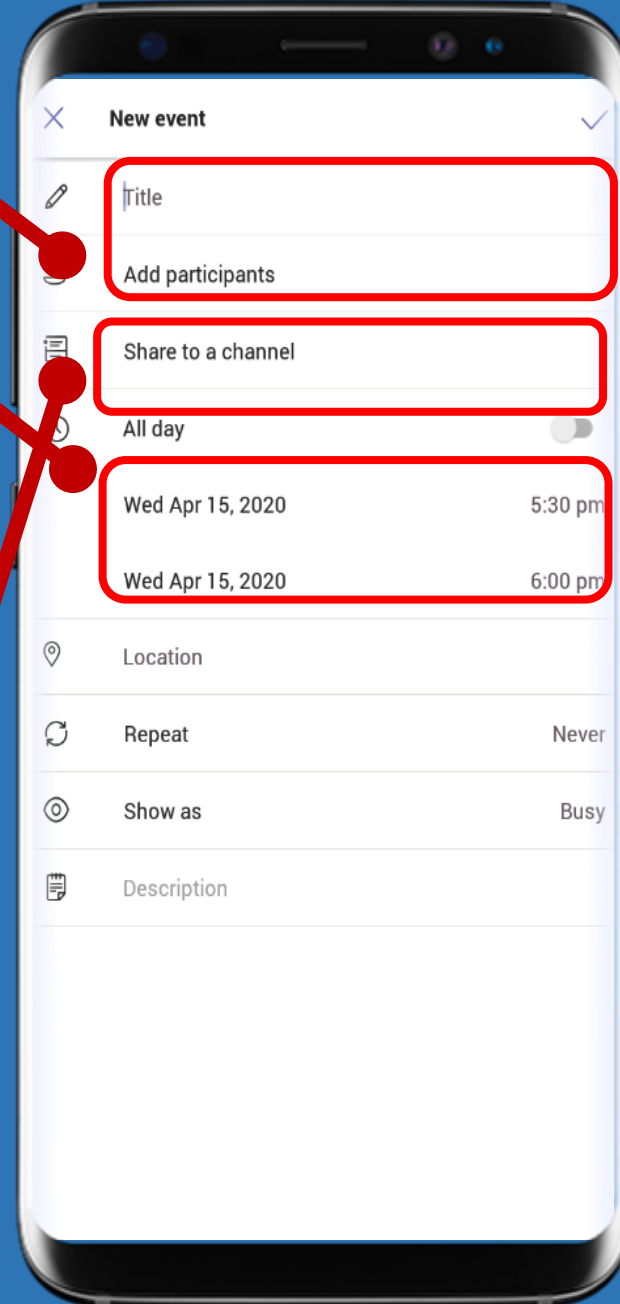 New event
Title
Add participants
Share to a channel
All day
Wed Apr 15, 2020 5:30 pm
Wed Apr 15, 2020 6:00 pm
Location
Repeat Never
Show as Busy
Description